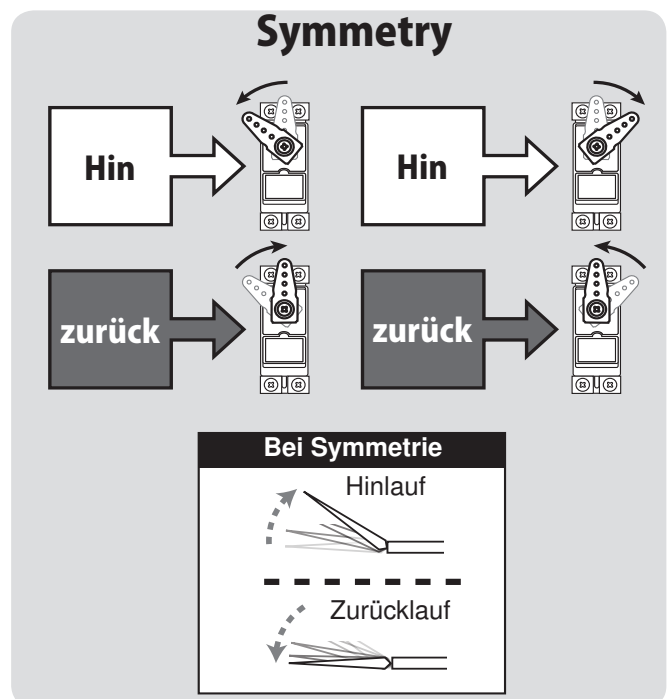 Symmetry
Hin
Hin
zurück
zurück
Bei Symmetrie
Hinlauf
Zurücklauf